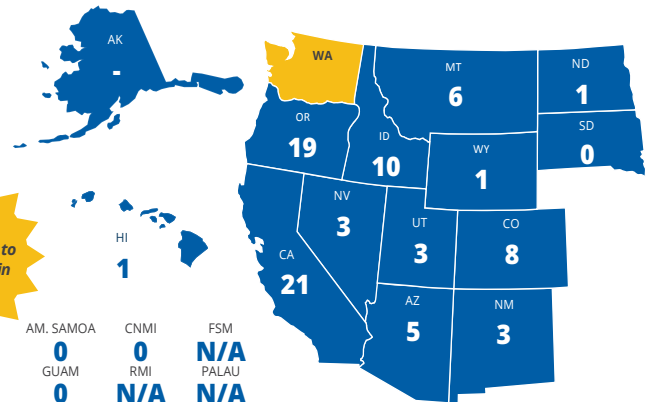 AK
-
WA
MT
6
ND
1
OR
19
ID
10
SD
0
WY
1
NV
3
UT
3
CO
8
to
in
HI
1
CA
21
AZ
5
NM
3
AM. SAMOA CNMI FSM
0 0 N/A
GUAM RMI PALAU
0 N/A N/A